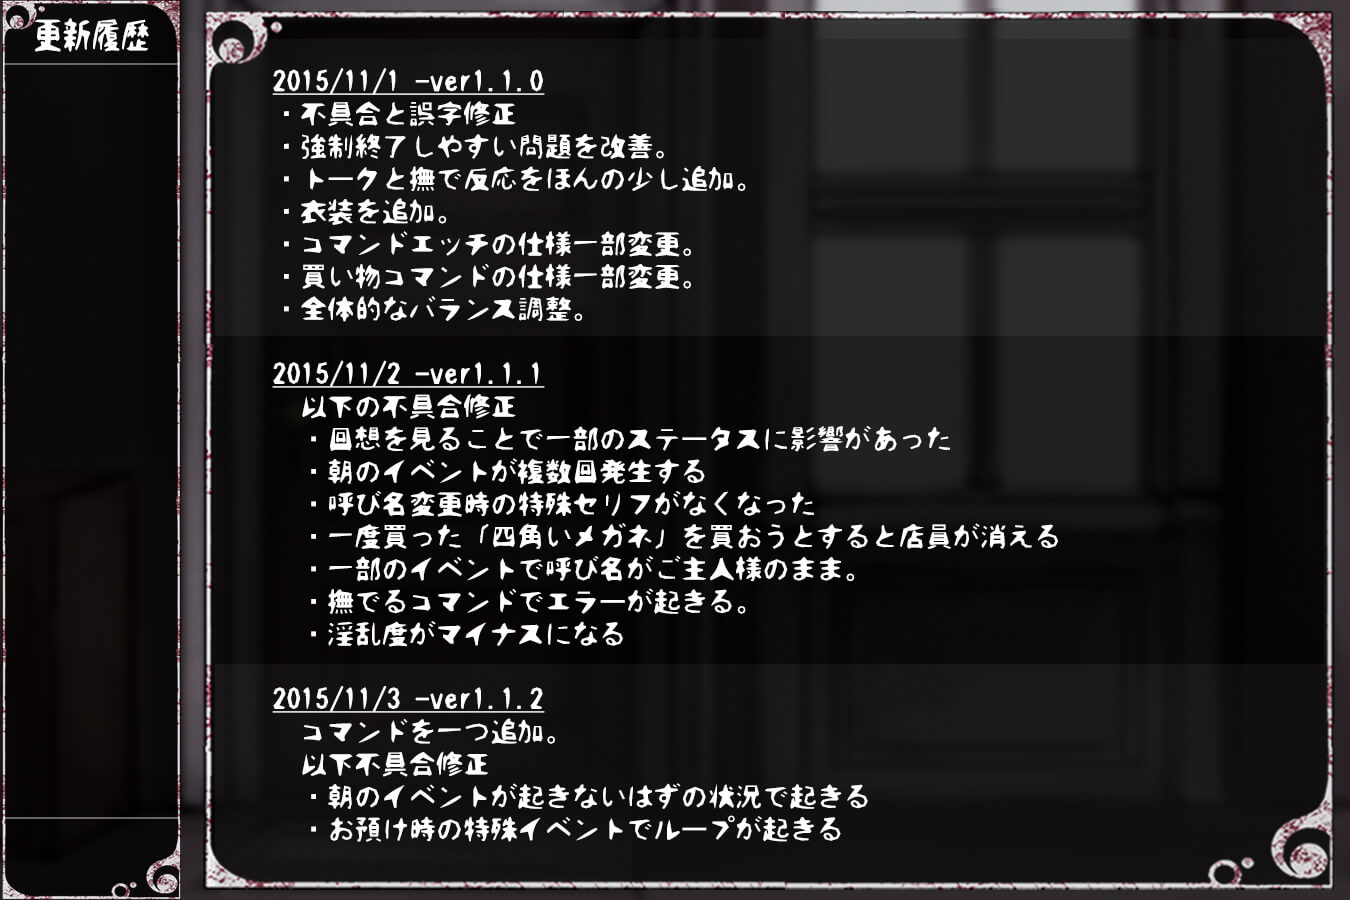 更新履歴
2015/11/1 -ver1.1.0
・不具合と誤字修正
・強制終了しやすい問題を改善。
・トークと撫で反応をほんの少し追加。
・衣装を追加。
・コマンドエッチの仕様一部変更。
・買い物コマンドの仕様一部変更。
・全体的なバランス調整。
2015/11/2 -ver1.1.1
以下の不具合修正
・回想を見ることで一部のステータスに影響があった
・朝のイベントが複数回発生する
・呼び名変更時の特殊セリフがなくなった
・一度買った「四角いメガネ」を買おうとすると店員が消える
・一部のイベントで呼び名がご主人様のまま。
・撫でるコマンドでエラーが起きる。
・淫乱度がマイナスになる
2015/11/3 -ver1.1.2
コマンドを一つ追加。
以下不具合修正
・朝のイベントが起きないはずの状況で起きる
・お預け時の特殊イベントでループが起きる